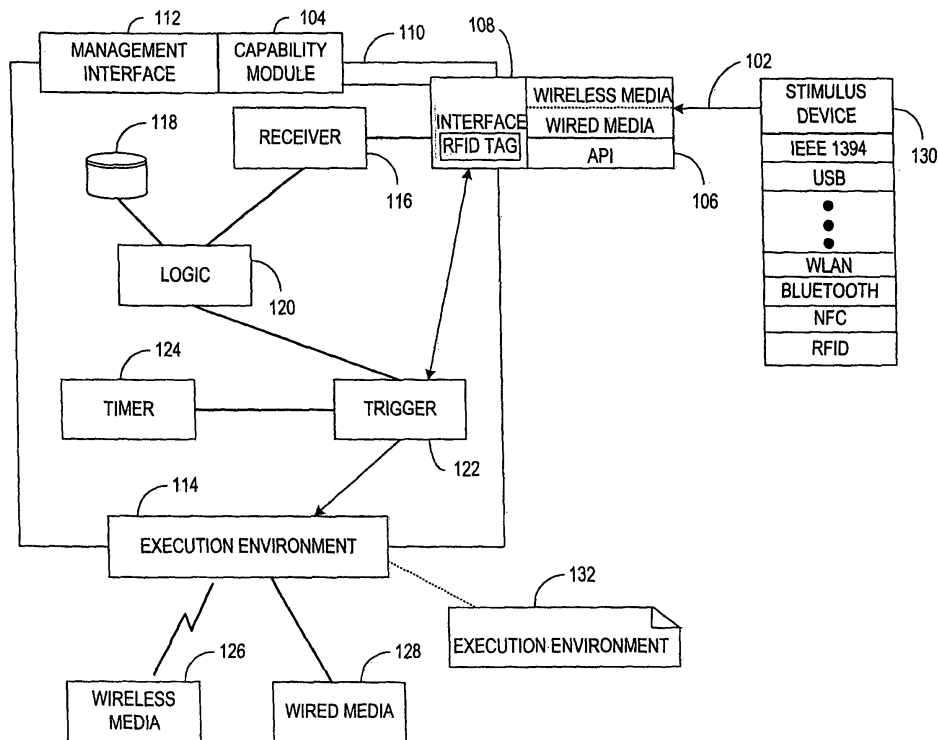 112
104
110
108
MANAGEMENT
INTERFACE
CAPABILITY
MODULE
102
WIRELESS MEDIA
WIRED MEDIA
API
INTERFACE
RFID TAG
STIMULUS
DEVICE
IEEE 1394
USB
WLAN
BLUETOOTH
NFC
RFID
130
106
118
RECEIVER
116
LOGIC
120
124
TIMER
TRIGGER
122
114
EXECUTION ENVIRONMENT
132
EXECUTION ENVIRONMENT
126
WIRELESS
MEDIA
128
WIRED MEDIA